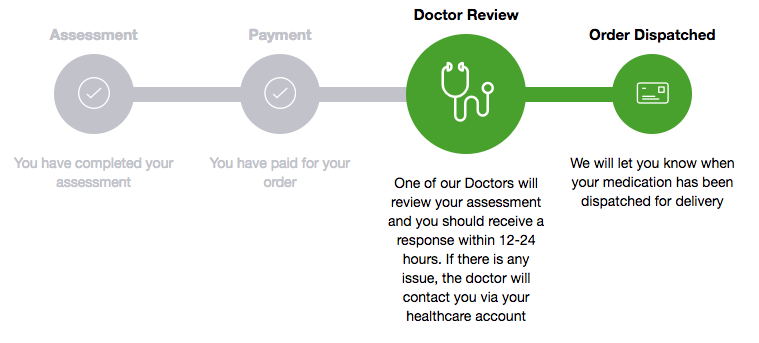 Assessment
Payment
Doctor Review
Order Dispatched
You have completed your
assessment
You have paid for your
order
One of our Doctors will
review your assessment
and you should receive a
response within 12-24
hours. If there is any
issue, the doctor will
contact you via your
healthcare account
We will let you know when
your medication has been
dispatched for delivery